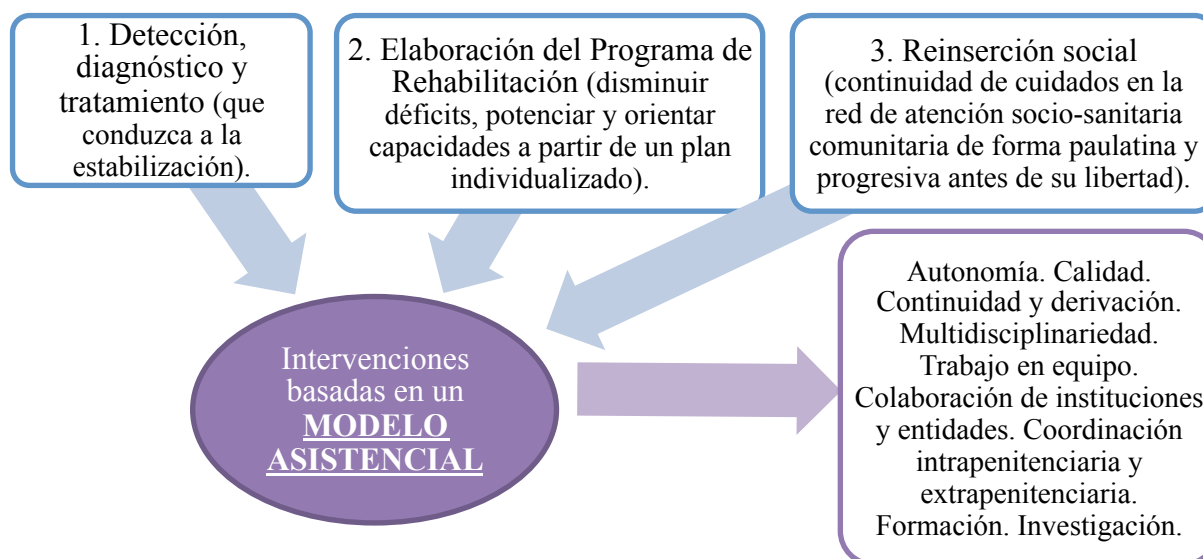 1. Detección,
diagnóstico y
tratamiento (que
conduzca a la
estabilización).
2. Elaboración del Programa de
Rehabilitación (disminuir
déficits, potenciar y orientar
capacidades a partir de un plan
individualizado).
3. Reinserción social
(continuidad de cuidados en la
red de atención socio-sanitaria
comunitaria de forma paulatina y
progresiva antes de su libertad).
Intervenciones
basadas en un
MODELO
ASISTENCIAL
Autonomía. Calidad.
Continuidad y derivación.
Multidisciplinariedad.
Trabajo en equipo.
Colaboración de instituciones
y entidades. Coordinación
intrapenitenciaria y
extrapenitenciaria.
Formación. Investigación.